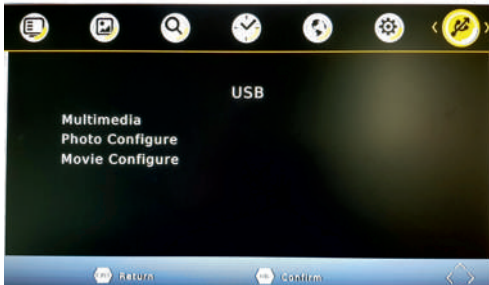 USB
Multimedia
Photo Configure
Movie Configure
Return
Confirm